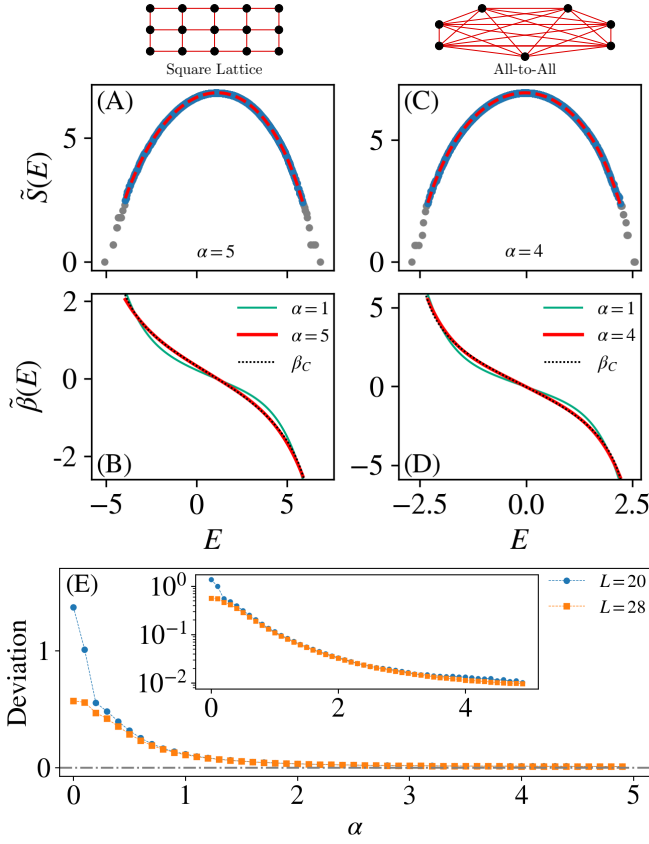 Square Lattice
All-to-All
(A)
(C)
S̃(E)
5
0
α=5
5
0
α=4
β̃(E)
2
0
-2
(B)
α=1
α=5
β_C
−5
0
5
E
5
0
−5
(D)
α=1
α=4
β_C
−2.5
0.0
2.5
E
(E)
Deviation
1
0
10⁰
10⁻¹
10⁻²
0
2
4
L=20
L=28
0
1
2
3
4
5
α